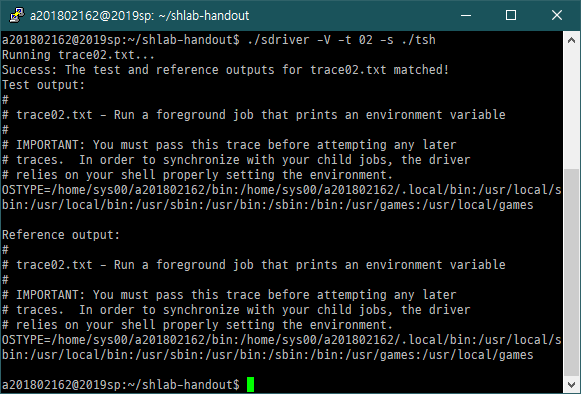 a201802162@2019sp: ~/shlab-handout
a201802162@2019sp:~/shlab-handout$ ./sdriver -V -t 02 -s ./tsh
Running trace02.txt...
Success: The test and reference outputs for trace02.txt matched!
Test output:
#
# trace02.txt - Run a foreground job that prints an environment variable
#
# IMPORTANT: You must pass this trace before attempting any later
# traces.  In order to synchronize with your child jobs, the driver
# relies on your shell properly setting the environment.
OSTYPE=/home/sys00/a201802162/bin:/home/sys00/a201802162/.local/bin:/usr/local/s
bin:/usr/local/bin:/usr/sbin:/usr/bin:/sbin:/bin:/usr/games:/usr/local/games

Reference output:
#
# trace02.txt - Run a foreground job that prints an environment variable
#
# IMPORTANT: You must pass this trace before attempting any later
# traces.  In order to synchronize with your child jobs, the driver
# relies on your shell properly setting the environment.
OSTYPE=/home/sys00/a201802162/bin:/home/sys00/a201802162/.local/bin:/usr/local/s
bin:/usr/local/bin:/usr/sbin:/usr/bin:/sbin:/bin:/usr/games:/usr/local/games

a201802162@2019sp:~/shlab-handout$